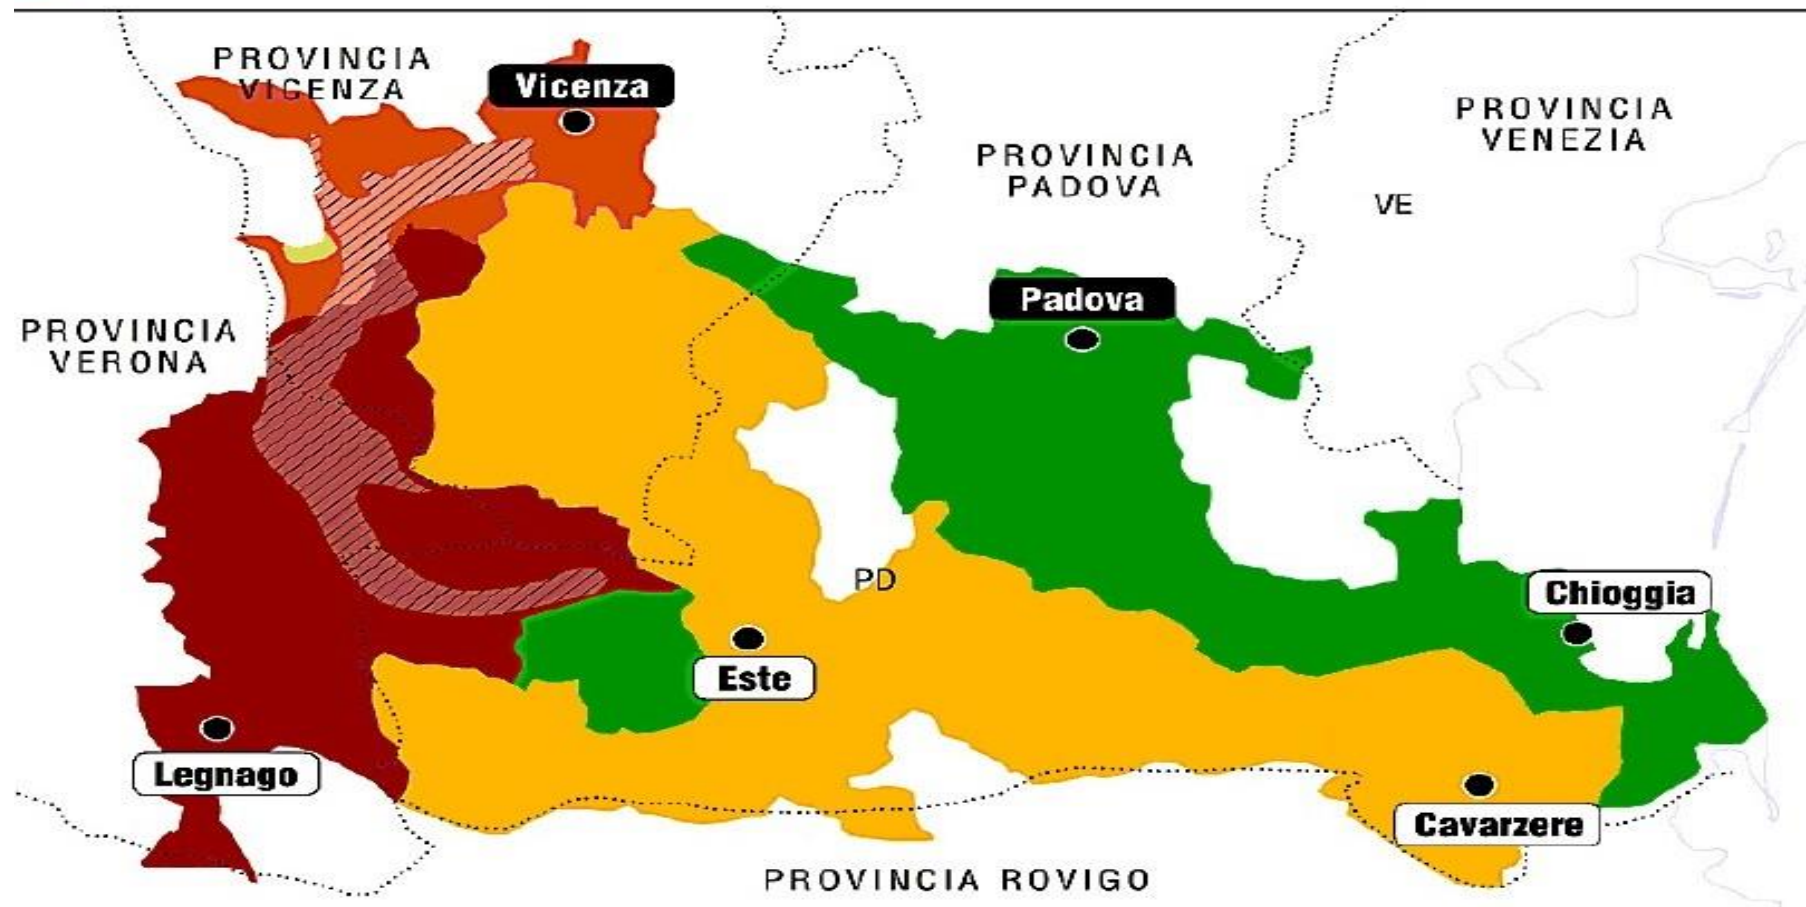 PROVINCIA
VICENZA
Vicenza
PROVINCIA
VENEZIA
PROVINCIA
PADOVA
VE
Padova
PROVINCIA
VERONA
PD
Chioggia
Este
Legnago
Cavarzere
PROVINCIA ROVIGO